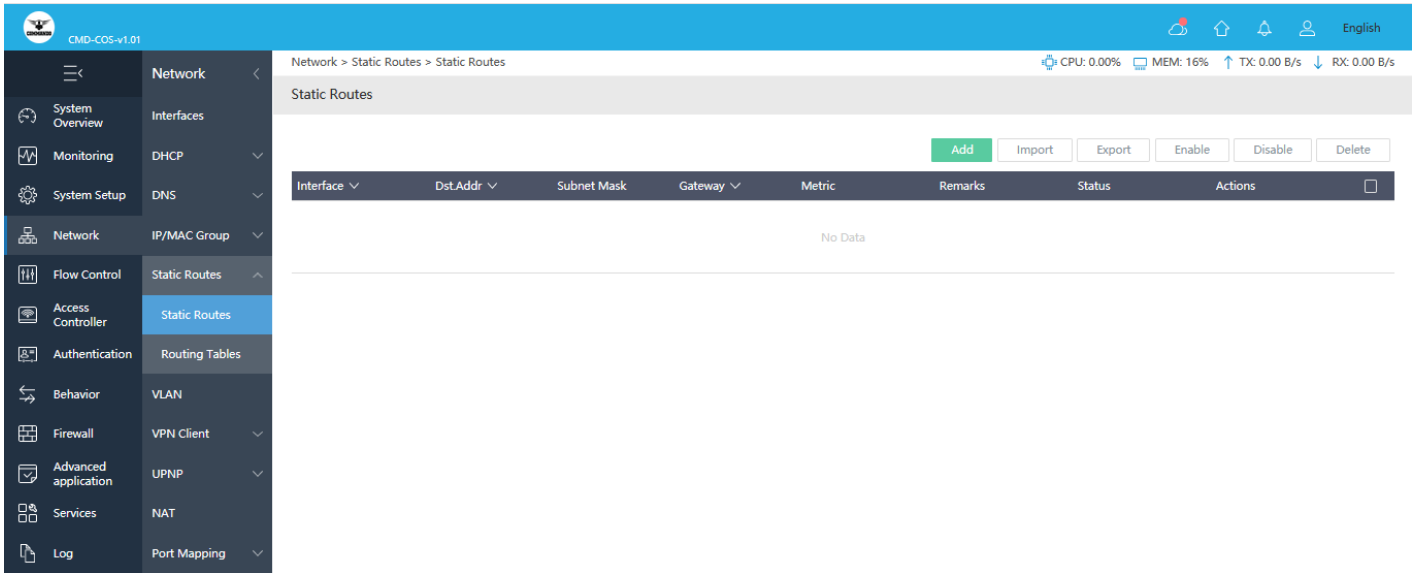 COMMANDO
CMD-COS-v1.01
English
Network
Network > Static Routes > Static Routes
CPU: 0.00% MEM: 16% TX: 0.00 B/s RX: 0.00 B/s
Static Routes
System Overview
Monitoring
System Setup
Network
Flow Control
Access Controller
Authentication
Behavior
Firewall
Advanced application
Services
Log
Interfaces
DHCP
DNS
IP/MAC Group
Static Routes
Static Routes
Routing Tables
VLAN
VPN Client
UPNP
NAT
Port Mapping
Add Import Export Enable Disable Delete
Interface Dst.Addr Subnet Mask Gateway Metric Remarks Status Actions
No Data